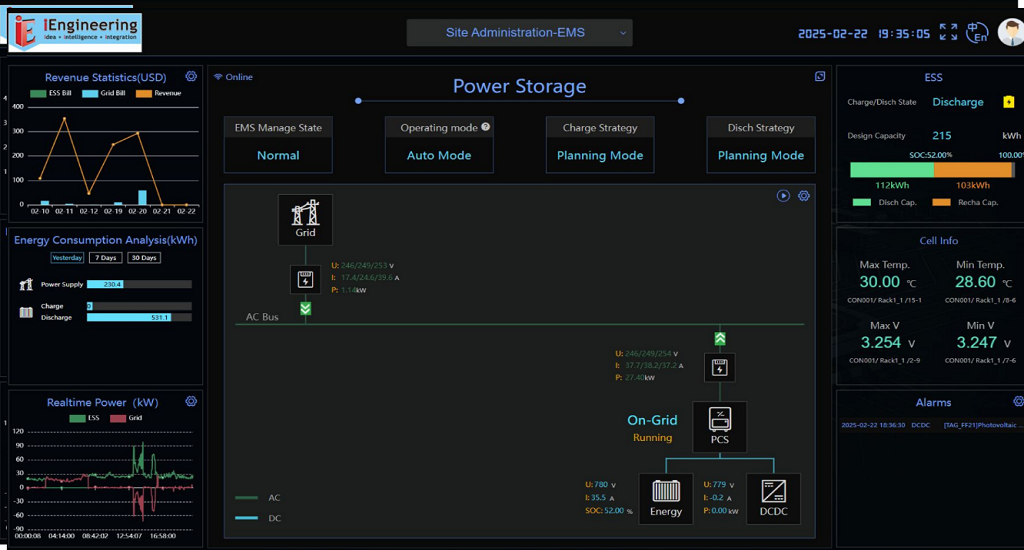 iEngineering
idea + intelligence + integration
Site Administration-EMS
2025-02-22 19:35:05
中 En
Revenue Statistics(USD)
ESS Bill Grid Bill Revenue
400
300
200
100
0
02-10 02-11 02-12 02-19 02-20 02-21 02-22
Energy Consumption Analysis(kWh)
Yesterday 7 Days 30 Days
Power Supply 230.4
Charge 0
Discharge 531.1
Realtime Power (kW)
ESS Grid
120
90
60
30
0
-30
-60
-90
00:00:08 04:14:00 08:42:02 12:54:07 16:58:00
Online
Power Storage
EMS Manage State
Normal
Operating mode ?
Auto Mode
Charge Strategy
Planning Mode
Disch Strategy
Planning Mode
Grid
U: 246/249/253 V
I: 17.4/24.6/39.6 A
P: 1.14kW
AC Bus
U: 246/249/254 V
I: 37.7/38.2/37.2 A
P: 27.40kW
On-Grid
Running
PCS
U: 780 V
I: 35.5 A
SOC: 52.00 %
Energy
U: 779 V
I: -0.2 A
P: 0.00 kW
DCDC
AC
DC
ESS
Charge/Disch State Discharge
Design Capacity 215 kWh
SOC:52.00% 100.00%
112kWh 103kWh
Disch Cap. Recha Cap.
Cell Info
Max Temp.
30.00 ℃
CON001/ Rack1_1 /15-1
Min Temp.
28.60 ℃
CON001/ Rack1_1 /8-6
Max V
3.254 V
CON001/ Rack1_1 /2-9
Min V
3.247 V
CON001/ Rack1_1 /7-6
Alarms
2025-02-22 18:36:30 DCDC [TAG_FF21]Photovoltaic ...